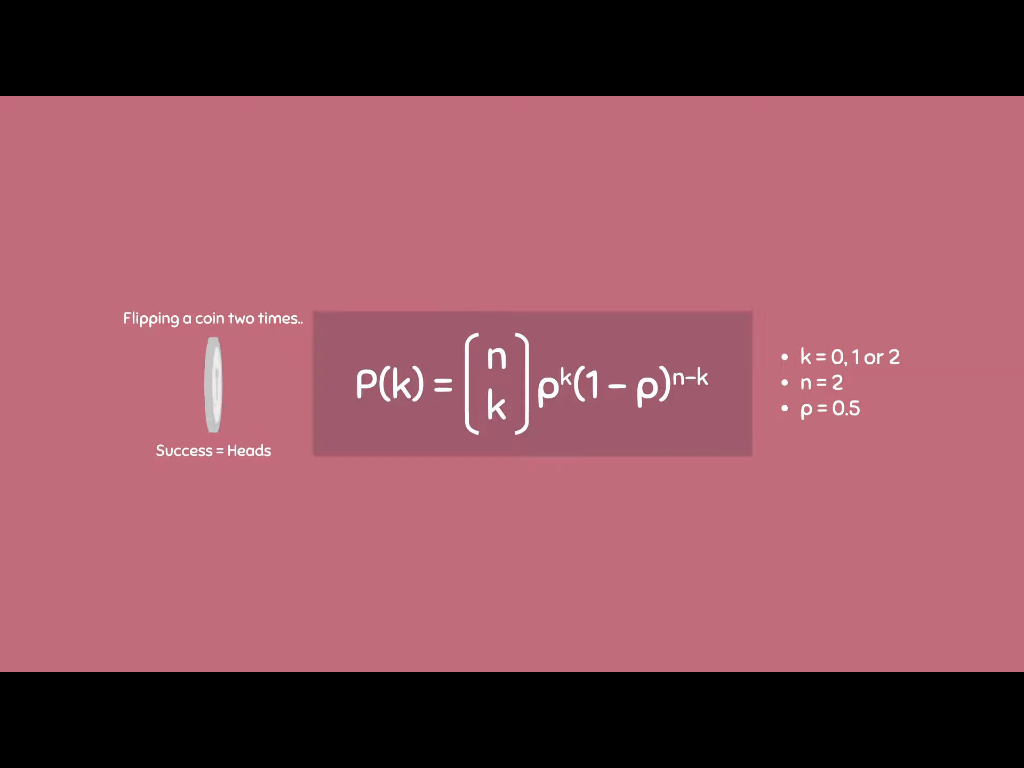 Flipping a coin two times..
Success = Heads
P(k) = (n k) ρ^k(1 − ρ)^n−k
• k = 0, 1 or 2
• n = 2
• ρ = 0.5